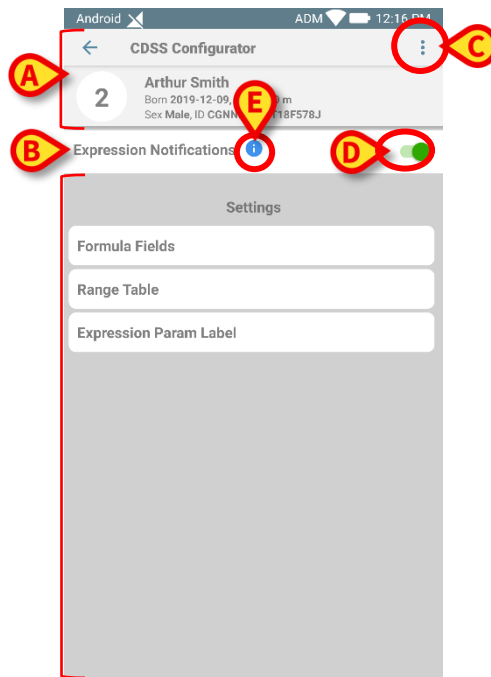 Android ADM 12:16 PM
CDSS Configurator
C
A
2
Arthur Smith
E
Born 2019-12-09, m
Sex Male, ID 18F578J
B
Expression Notifications
D
Settings
Formula Fields
Range Table
Expression Param Label